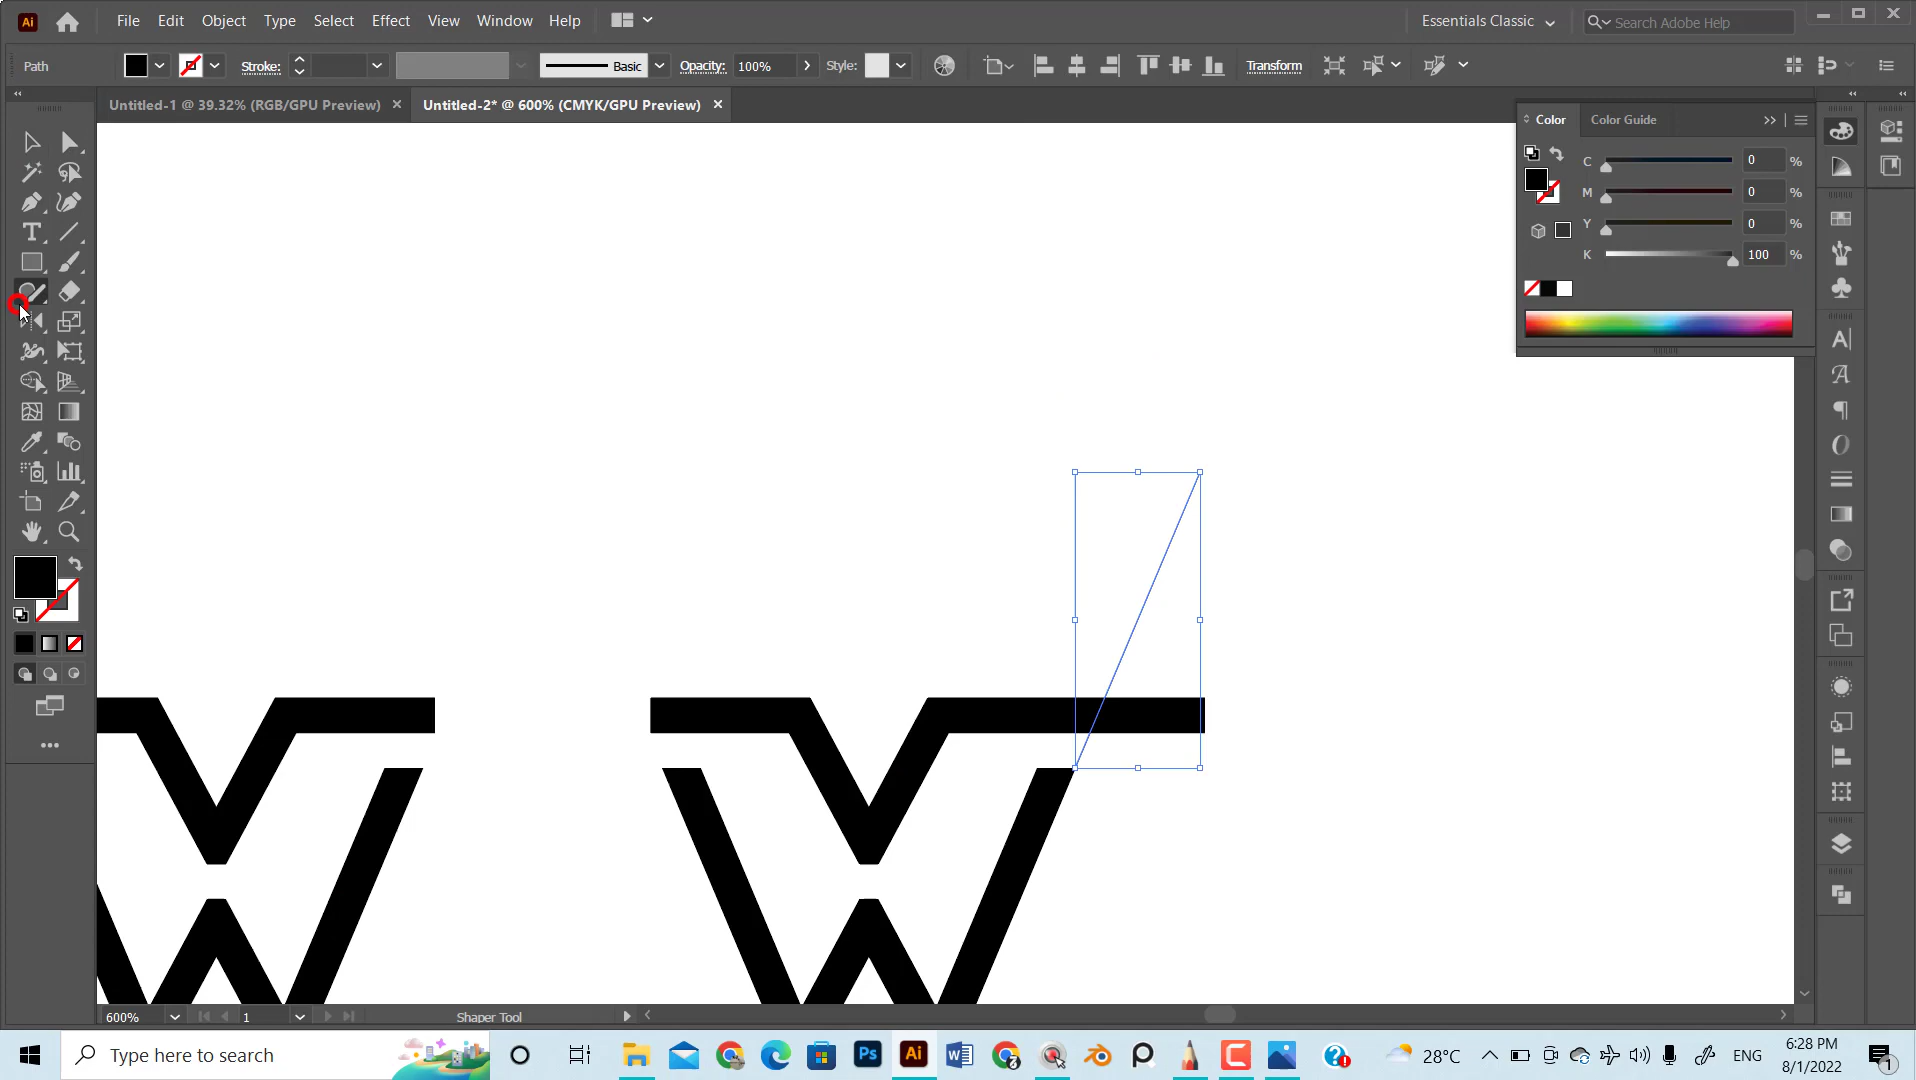 File Edit Object Type Select Effect View Window Help
Essentials Classic
Search Adobe Help
Path
Stroke:
Basic
Opacity: 100%
Style:
Transform
Untitled-1 @ 39.32% (RGB/GPU Preview)
Untitled-2* @ 600% (CMYK/GPU Preview)
Color
Color Guide
C 0 %
M 0 %
Y 0 %
K 100 %
600%
1
Shaper Tool
Type here to search
Ps
Ai
28°C
ENG
6:28 PM
8/1/2022
1